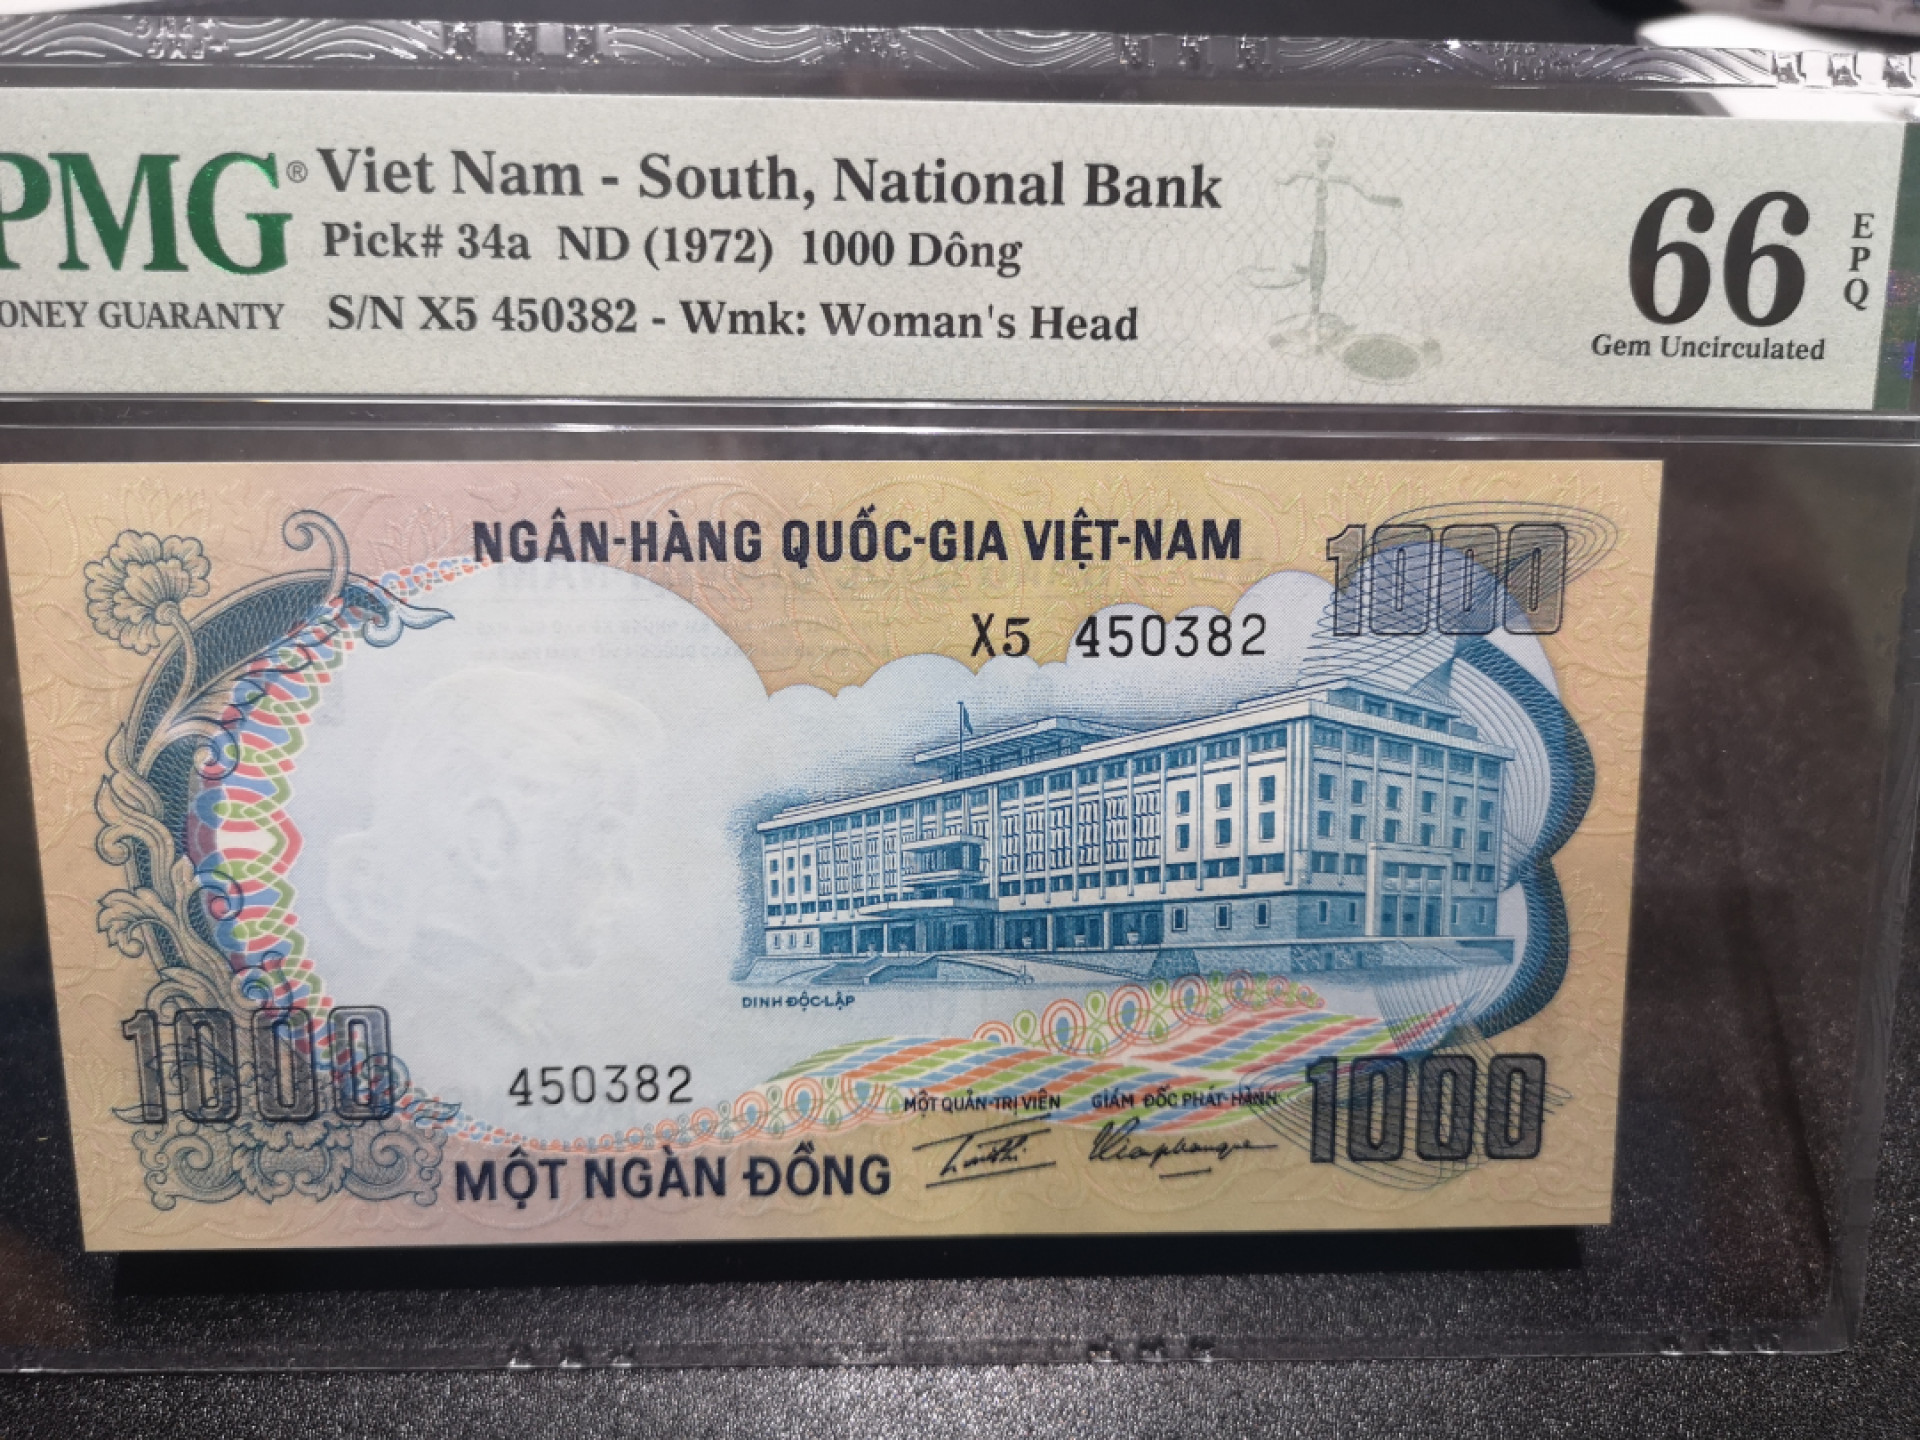 PMG® Viet Nam - South, National Bank
Pick# 34a ND (1972) 1000 Dông
ONEY GUARANTY S/N X5 450382 - Wmk: Woman's Head
66 EPQ
Gem Uncirculated
NGÂN-HÀNG QUỐC-GIA VIỆT-NAM
1000
X5 450382
DINH ĐỘC-LẬP
1000
450382
MỘT QUẢN-TRỊ VIÊN GIÁM ĐỐC PHÁT-HÀNH
1000
MỘT NGÀN ĐỒNG